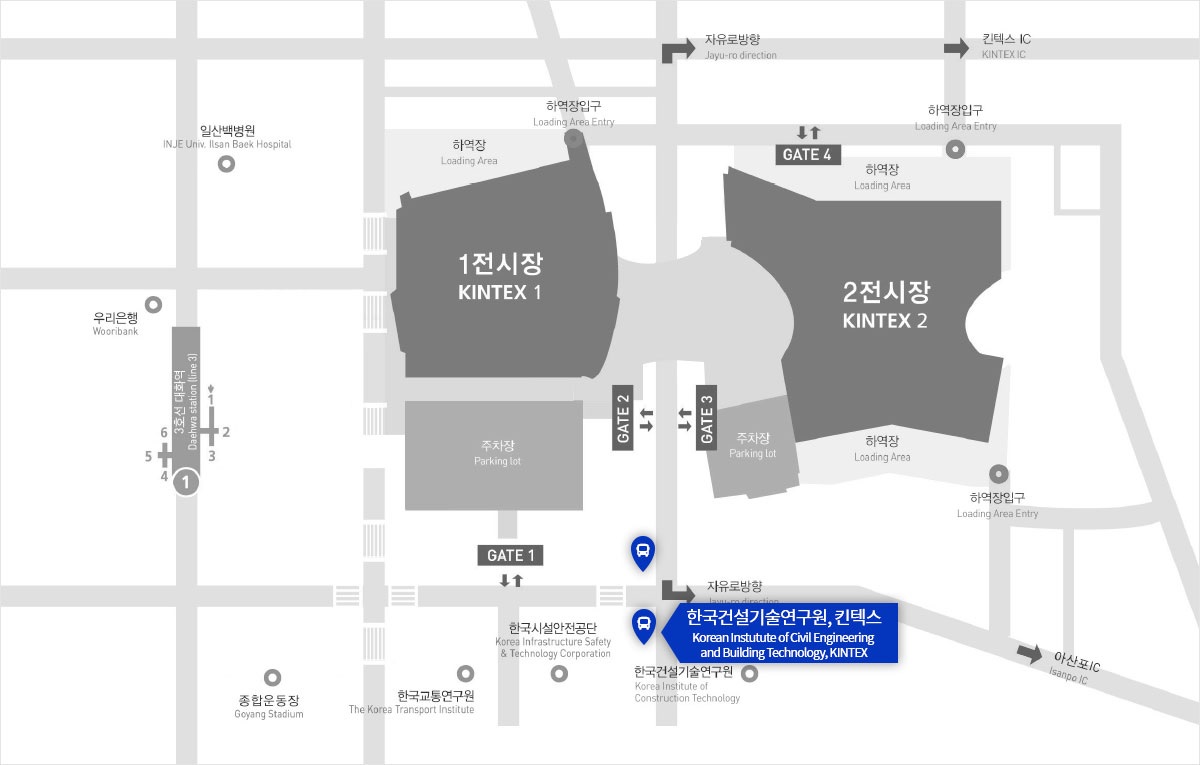 자유로방향
Jayu-ro direction
킨텍스 IC
KINTEX IC
하역장입구
Loading Area Entry
하역장입구
Loading Area Entry
일산백병원
INJE Univ. Ilsan Baek Hospital
하역장
Loading Area
GATE 4
하역장
Loading Area
1전시장
KINTEX 1
2전시장
KINTEX 2
우리은행
Wooribank
3호선 대화역
Daehwa station (line 3)
1
6
2
5
3
4
1
GATE 2
GATE 3
주차장
Parking lot
주차장
Parking lot
하역장
Loading Area
하역장입구
Loading Area Entry
GATE 1
자유로방향
Jayu-ro direction
한국건설기술연구원, 킨텍스
Korean Instutute of Civil Engineering
and Building Technology, KINTEX
한국시설안전공단
Korea Infrastructure Safety
& Technology Corporation
아산포IC
Isanpo IC
한국건설기술연구원
Korea Institute of
Construction Technology
종합운동장
Goyang Stadium
한국교통연구원
The Korea Transport Institute